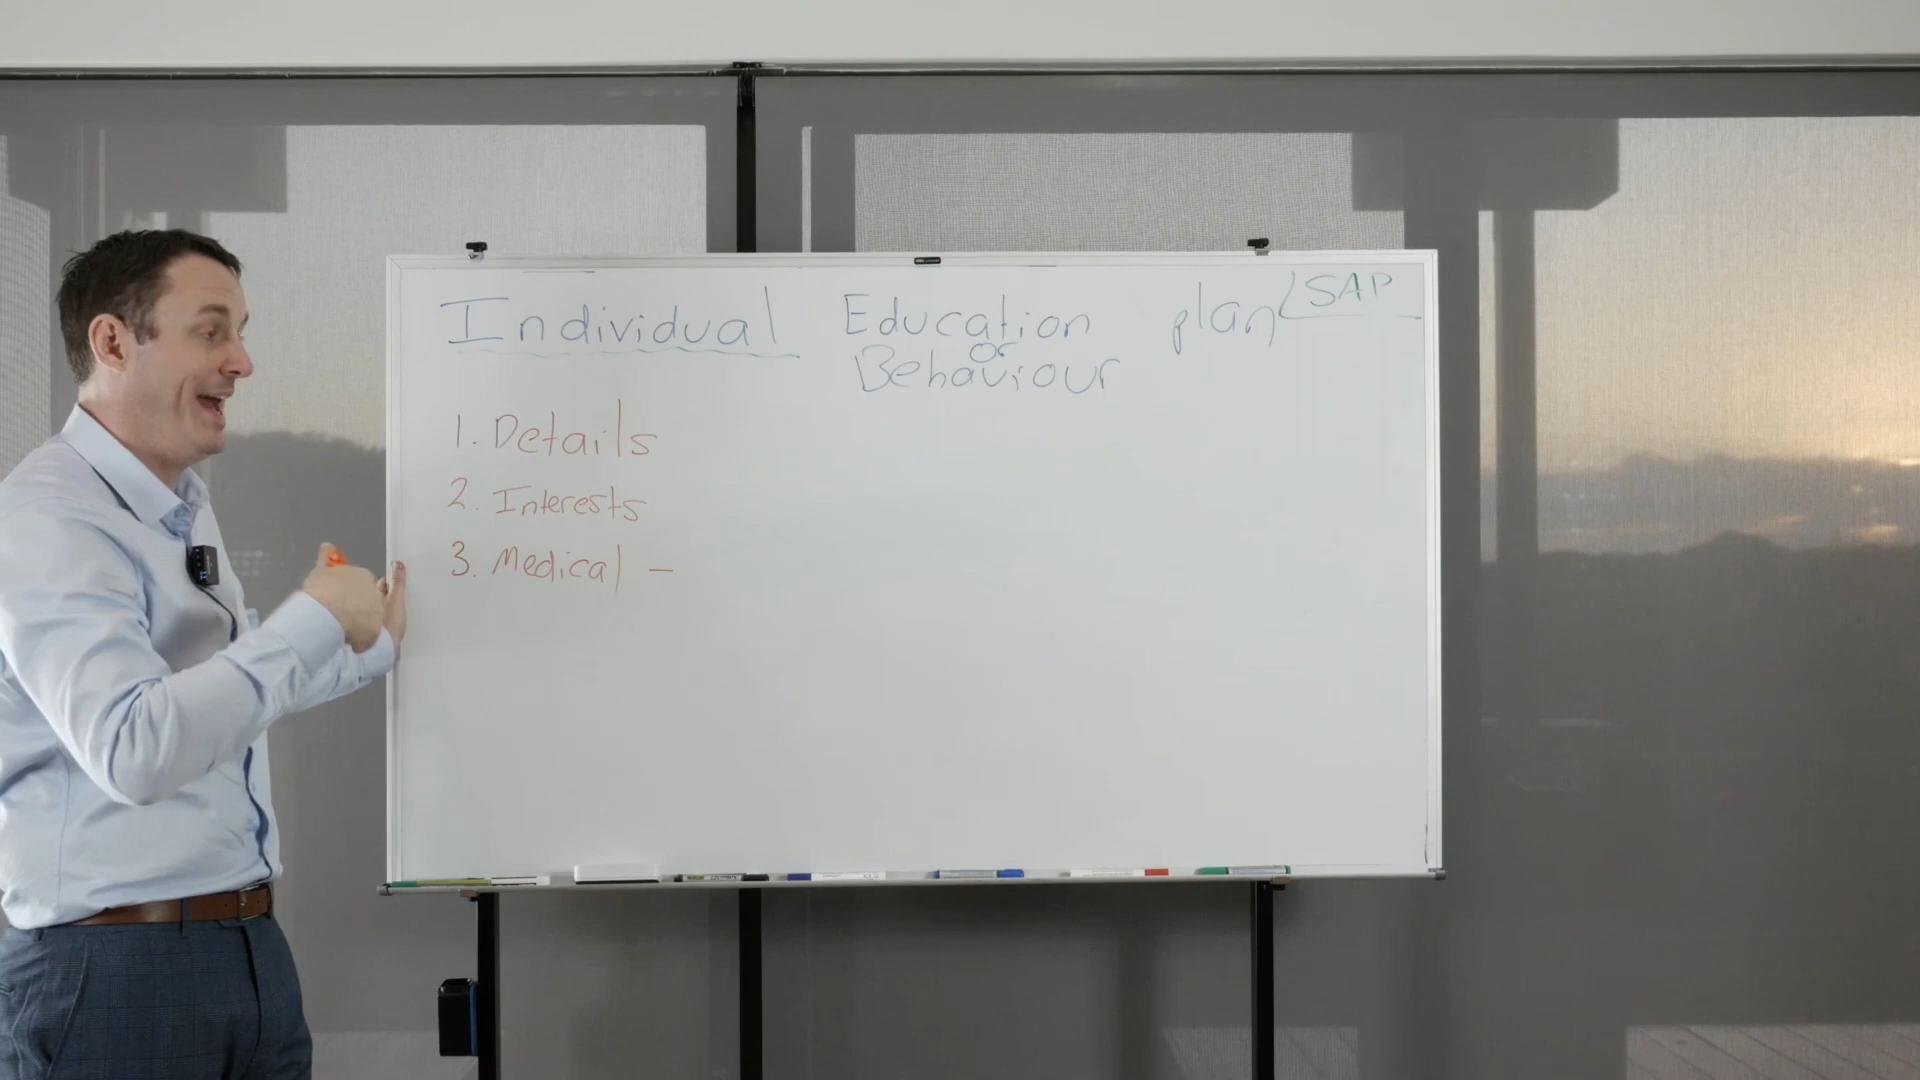 Individual Education plan SAP
or
Behaviour
1. Details
2. Interests
3. Medical -